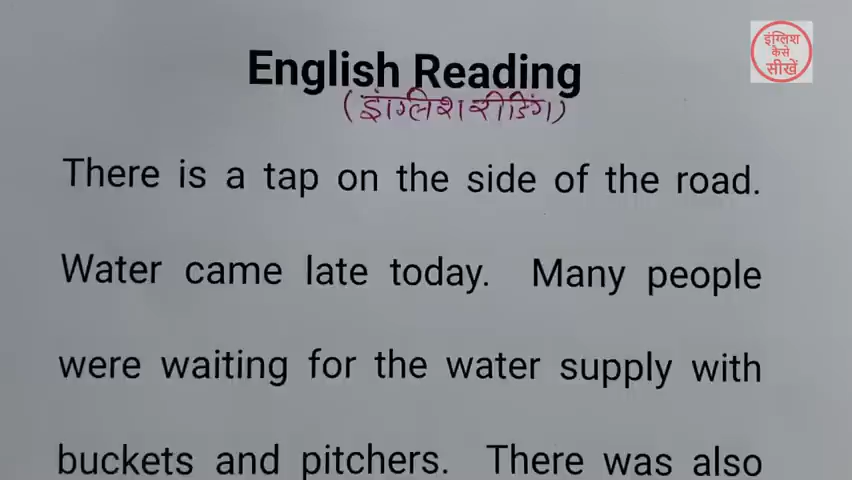 English Reading
(इंग्लिश रीडिंग)
इंग्लिश
कैसे
सीखें
There is a tap on the side of the road.
Water came late today. Many people
were waiting for the water supply with
buckets and pitchers. There was also